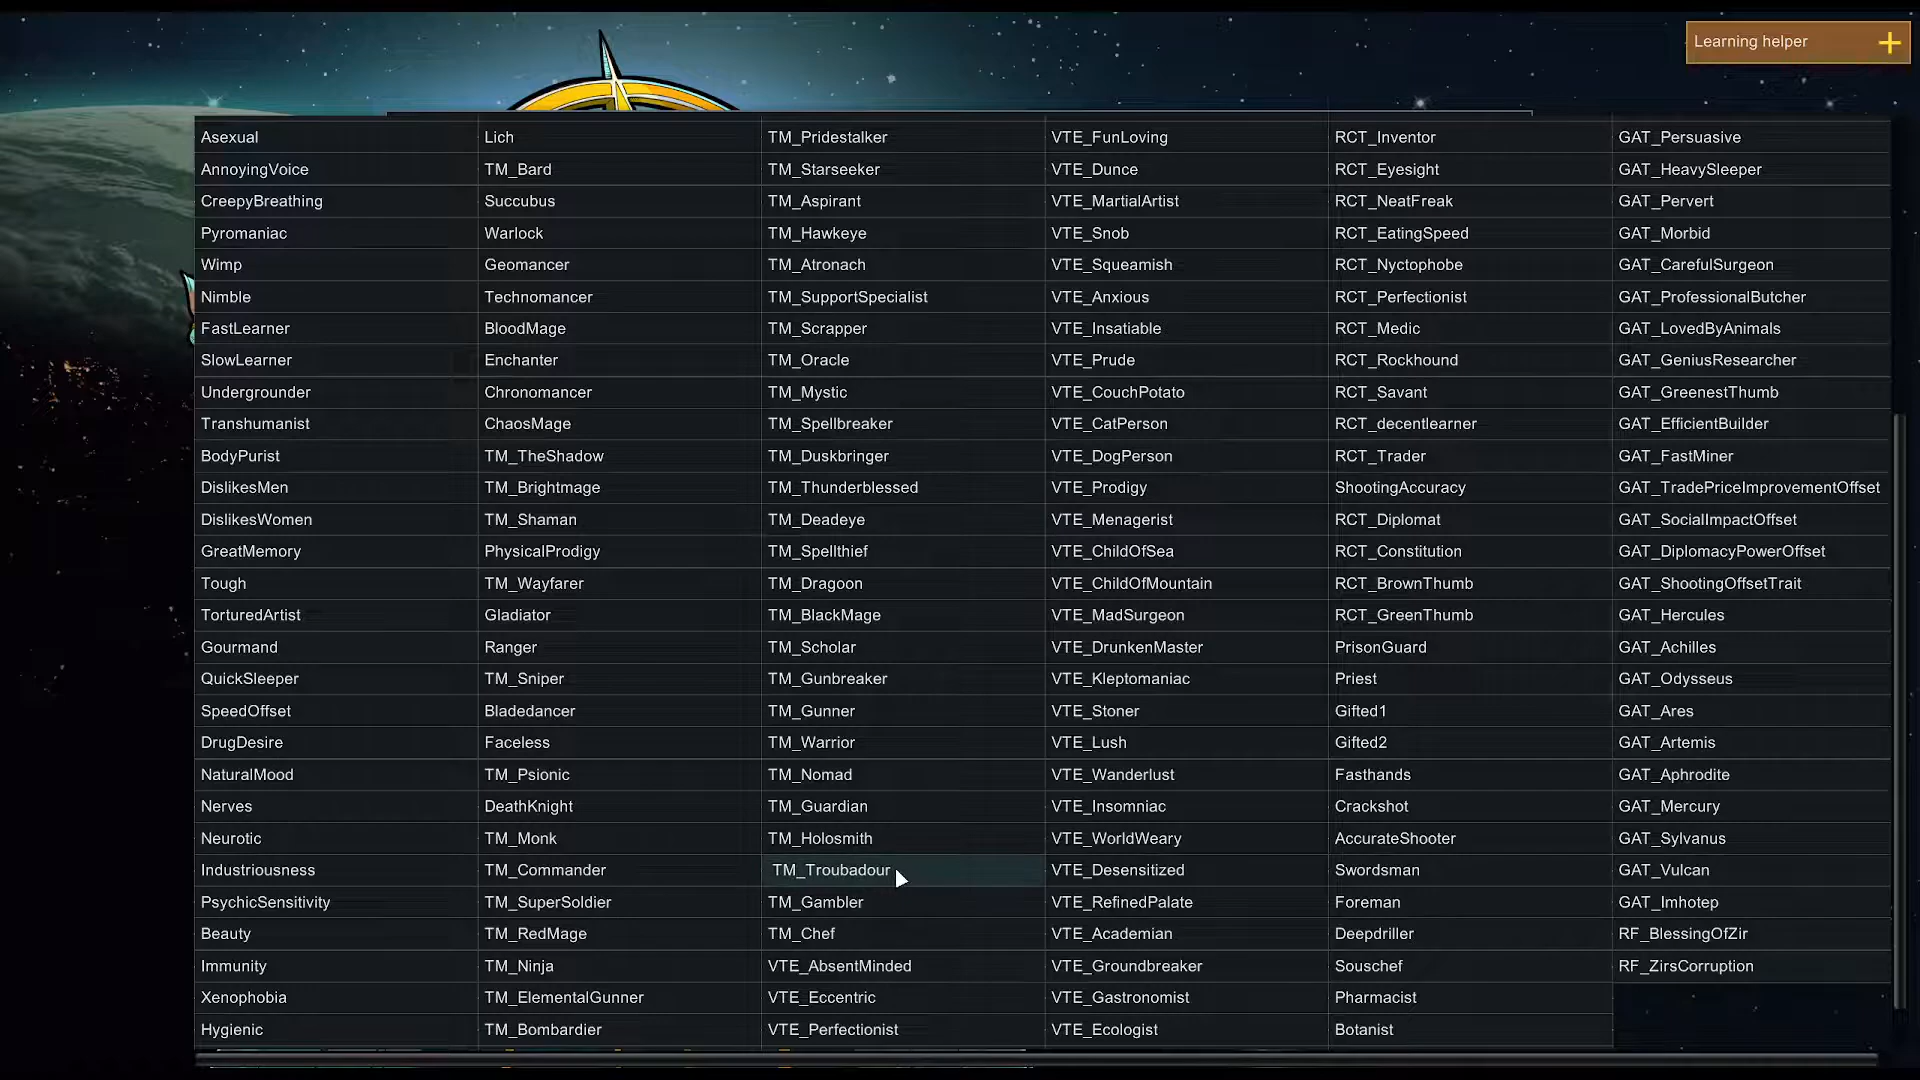 Learning helper
Asexual
AnnoyingVoice
CreepyBreathing
Pyromaniac
Wimp
Nimble
FastLearner
SlowLearner
Undergrounder
Transhumanist
BodyPurist
DislikesMen
DislikesWomen
GreatMemory
Tough
TorturedArtist
Gourmand
QuickSleeper
SpeedOffset
DrugDesire
NaturalMood
Nerves
Neurotic
Industriousness
PsychicSensitivity
Beauty
Immunity
Xenophobia
Hygienic
Lich
TM_Bard
Succubus
Warlock
Geomancer
Technomancer
BloodMage
Enchanter
Chronomancer
ChaosMage
TM_TheShadow
TM_Brightmage
TM_Shaman
PhysicalProdigy
TM_Wayfarer
Gladiator
Ranger
TM_Sniper
Bladedancer
Faceless
TM_Psionic
DeathKnight
TM_Monk
TM_Commander
TM_SuperSoldier
TM_RedMage
TM_Ninja
TM_ElementalGunner
TM_Bombardier
TM_Pridestalker
TM_Starseeker
TM_Aspirant
TM_Hawkeye
TM_Atronach
TM_SupportSpecialist
TM_Scrapper
TM_Oracle
TM_Mystic
TM_Spellbreaker
TM_Duskbringer
TM_Thunderblessed
TM_Deadeye
TM_Spellthief
TM_Dragoon
TM_BlackMage
TM_Scholar
TM_Gunbreaker
TM_Gunner
TM_Warrior
TM_Nomad
TM_Guardian
TM_Holosmith
TM_Troubadour
TM_Gambler
TM_Chef
VTE_AbsentMinded
VTE_Eccentric
VTE_Perfectionist
VTE_FunLoving
VTE_Dunce
VTE_MartialArtist
VTE_Snob
VTE_Squeamish
VTE_Anxious
VTE_Insatiable
VTE_Prude
VTE_CouchPotato
VTE_CatPerson
VTE_DogPerson
VTE_Prodigy
VTE_Menagerist
VTE_ChildOfSea
VTE_ChildOfMountain
VTE_MadSurgeon
VTE_DrunkenMaster
VTE_Kleptomaniac
VTE_Stoner
VTE_Lush
VTE_Wanderlust
VTE_Insomniac
VTE_WorldWeary
VTE_Desensitized
VTE_RefinedPalate
VTE_Academian
VTE_Groundbreaker
VTE_Gastronomist
VTE_Ecologist
RCT_Inventor
RCT_Eyesight
RCT_NeatFreak
RCT_EatingSpeed
RCT_Nyctophobe
RCT_Perfectionist
RCT_Medic
RCT_Rockhound
RCT_Savant
RCT_decentlearner
RCT_Trader
ShootingAccuracy
RCT_Diplomat
RCT_Constitution
RCT_BrownThumb
RCT_GreenThumb
PrisonGuard
Priest
Gifted1
Gifted2
Fasthands
Crackshot
AccurateShooter
Swordsman
Foreman
Deepdriller
Souschef
Pharmacist
Botanist
GAT_Persuasive
GAT_HeavySleeper
GAT_Pervert
GAT_Morbid
GAT_CarefulSurgeon
GAT_ProfessionalButcher
GAT_LovedByAnimals
GAT_GeniusResearcher
GAT_GreenestThumb
GAT_EfficientBuilder
GAT_FastMiner
GAT_TradePriceImprovementOffset
GAT_SocialImpactOffset
GAT_DiplomacyPowerOffset
GAT_ShootingOffsetTrait
GAT_Hercules
GAT_Achilles
GAT_Odysseus
GAT_Ares
GAT_Artemis
GAT_Aphrodite
GAT_Mercury
GAT_Sylvanus
GAT_Vulcan
GAT_Imhotep
RF_BlessingOfZir
RF_ZirsCorruption